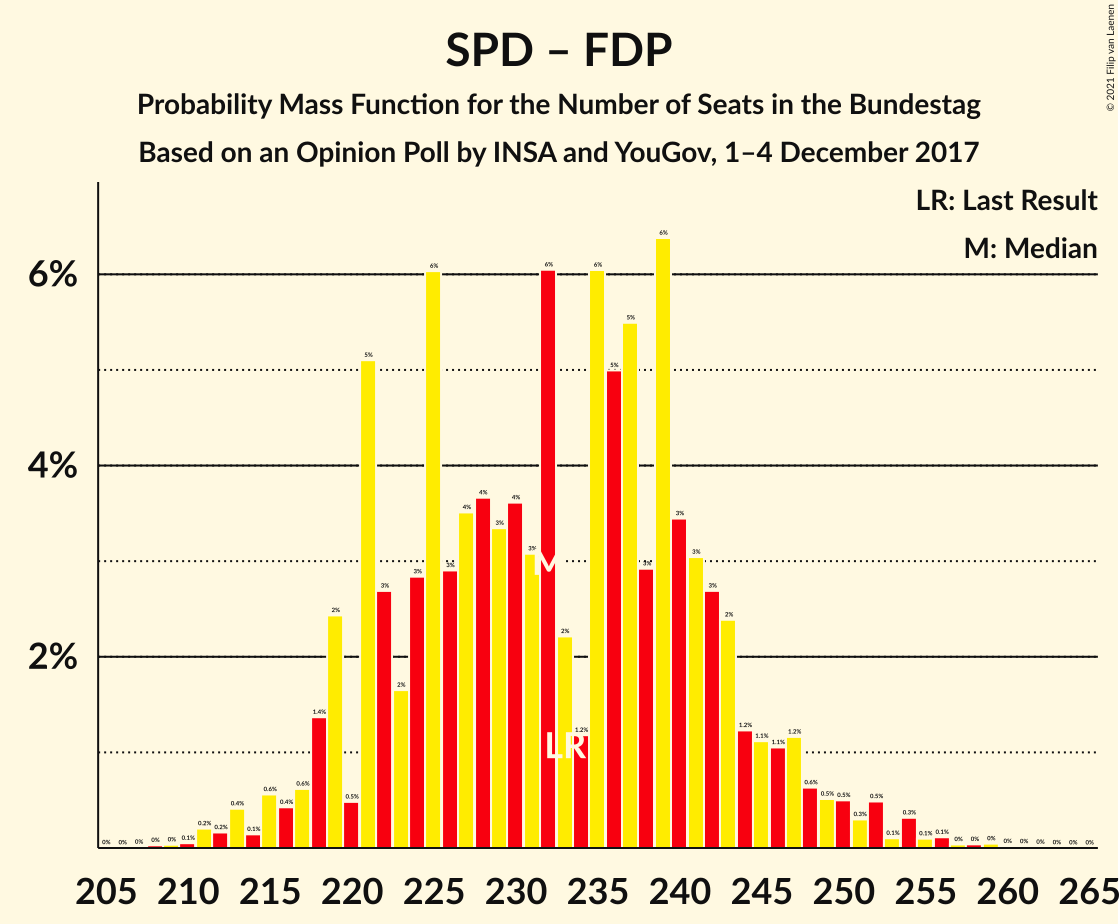 SPD – FDP
Probability Mass Function for the Number of Seats in the Bundestag
Based on an Opinion Poll by INSA and YouGov, 1–4 December 2017
© 2021 Filip van Laenen
LR: Last Result
M: Median
6%
4%
2%
0% 0% 0% 0% 0% 0.1% 0.2% 0.2% 0.4% 0.1% 0.6% 0.4% 0.6% 1.4% 2% 0.5% 5% 3% 2% 3% 6% 3% 4% 4% 3% 4% 3% 6% 2% 1.2% 6% 5% 5% 3% 6% 3% 3% 3% 2% 1.2% 1.1% 1.1% 1.2% 0.6% 0.5% 0.5% 0.3% 0.5% 0.1% 0.3% 0.1% 0.1% 0% 0% 0% 0% 0% 0% 0% 0% 0%
M
LR
205 210 215 220 225 230 235 240 245 250 255 260 265